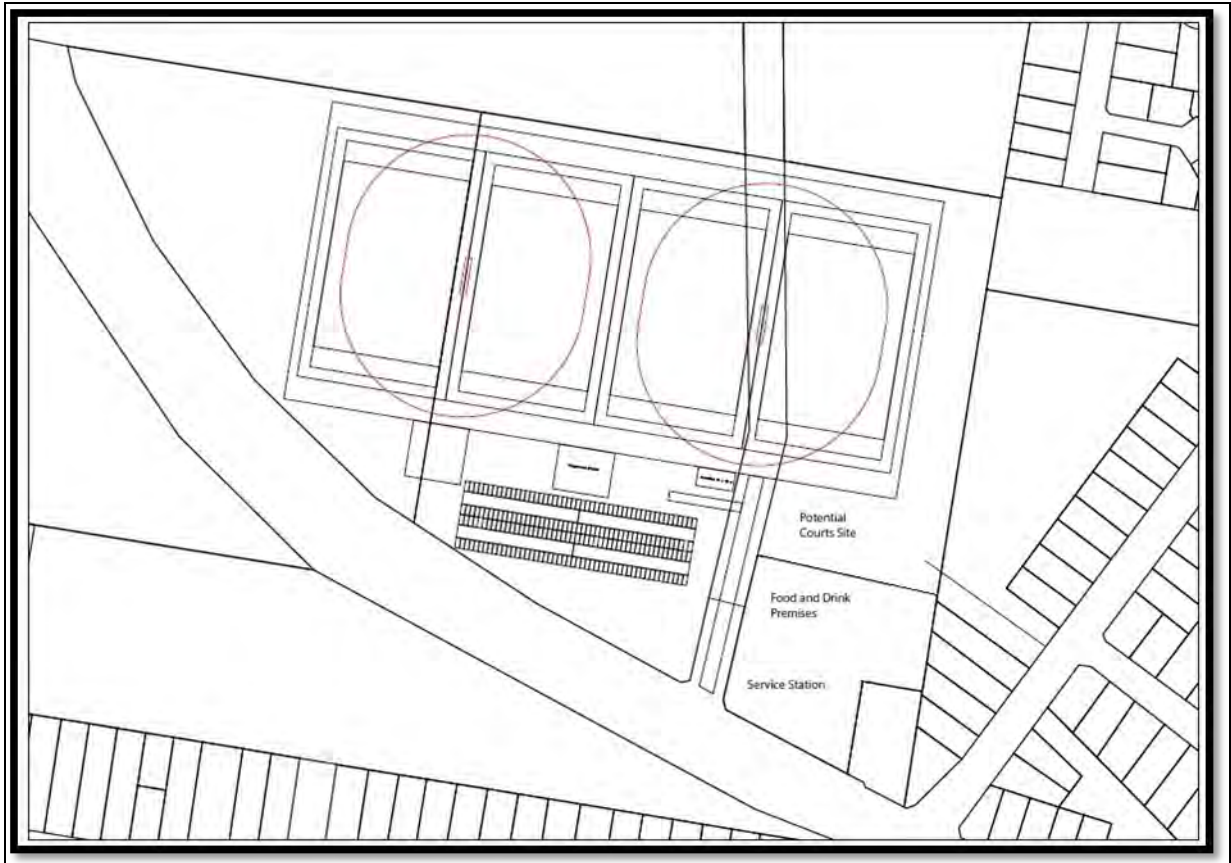 Potential
Courts Site
Food and Drink
Premises
Service Station